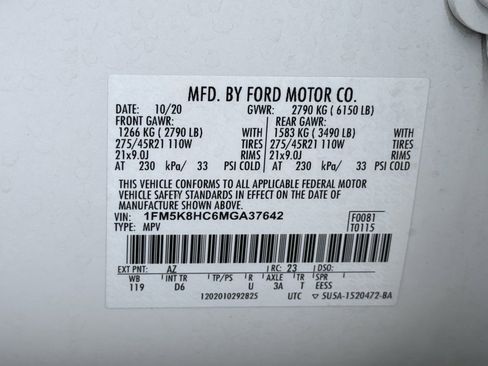 MFD. BY FORD MOTOR CO.
DATE: 10/20 GVWR: 2790 KG ( 6150 LB)
FRONT GAWR: REAR GAWR:
1266 KG ( 2790 LB) WITH 1583 KG ( 3490 LB) WITH
275/45R21 110W TIRES 275/45R21 110W TIRES
21x9.0J RIMS 21x9.0J RIMS
AT 230 kPa/ 33 PSI COLD AT 230 kPa/ 33 PSI COLD
THIS VEHICLE CONFORMS TO ALL APPLICABLE FEDERAL MOTOR
VEHICLE SAFETY STANDARDS IN EFFECT ON THE DATE OF
MANUFACTURE SHOWN ABOVE.
VIN: 1FM5K8HC6MGA37642 F0081
TYPE: MPV T0115
EXT PNT: AZ RC: 23 DSO:
WB INT TR TP/PS R AXLE TR SPR
119 D6 U 3A T EESS
1202010292825 UTC ▽ 5U5A-1520472-BA